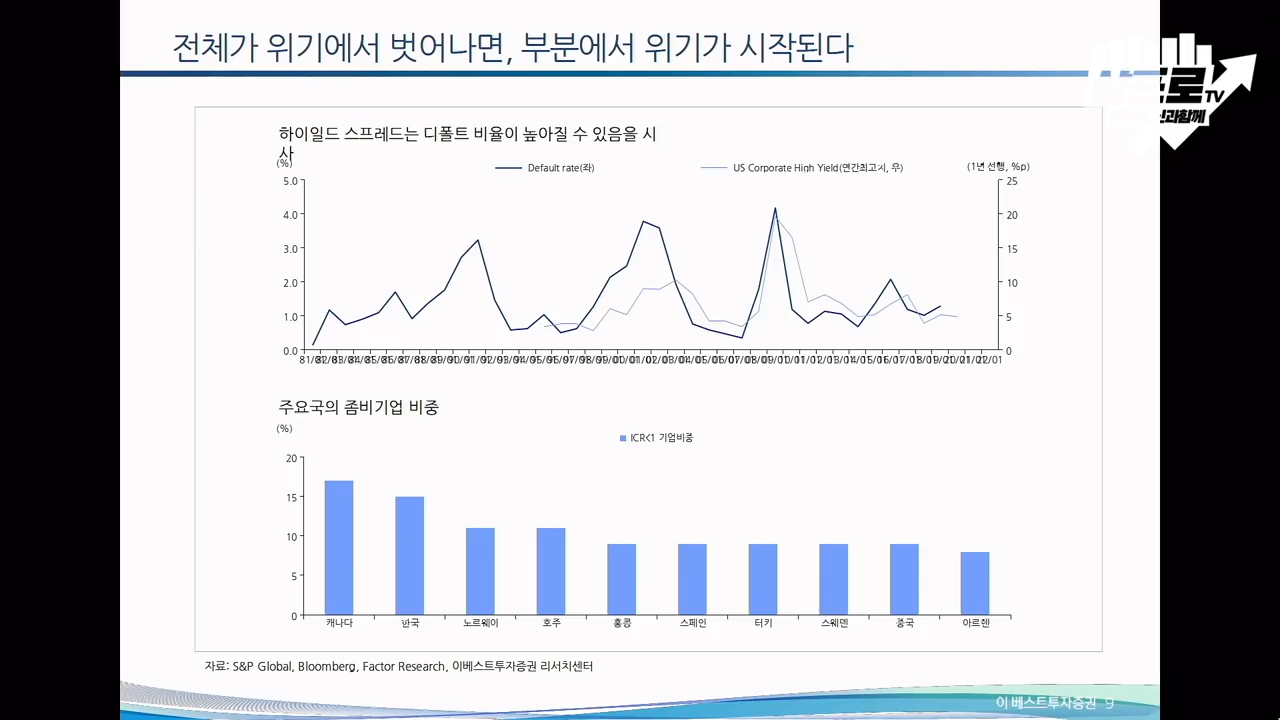 전체가 위기에서 벗어나면, 부분에서 위기가 시작된다
로TV
신과함께
하이일드 스프레드는 디폴트 비율이 높아질 수 있음을 시
사
(%)
Default rate(좌)
US Corporate High Yield(연간최고치, 우)
(1년 선행, %p)
5.0
4.0
3.0
2.0
1.0
0.0
25
20
15
10
5
0
주요국의 좀비기업 비중
(%)
ICR<1 기업비중
20
15
10
5
0
캐나다 한국 노르웨이 호주 홍콩 스페인 터키 스웨덴 중국 아르헨
자료: S&P Global, Bloomberg, Factor Research, 이베스트투자증권 리서치센터
이베스트투자증권 9